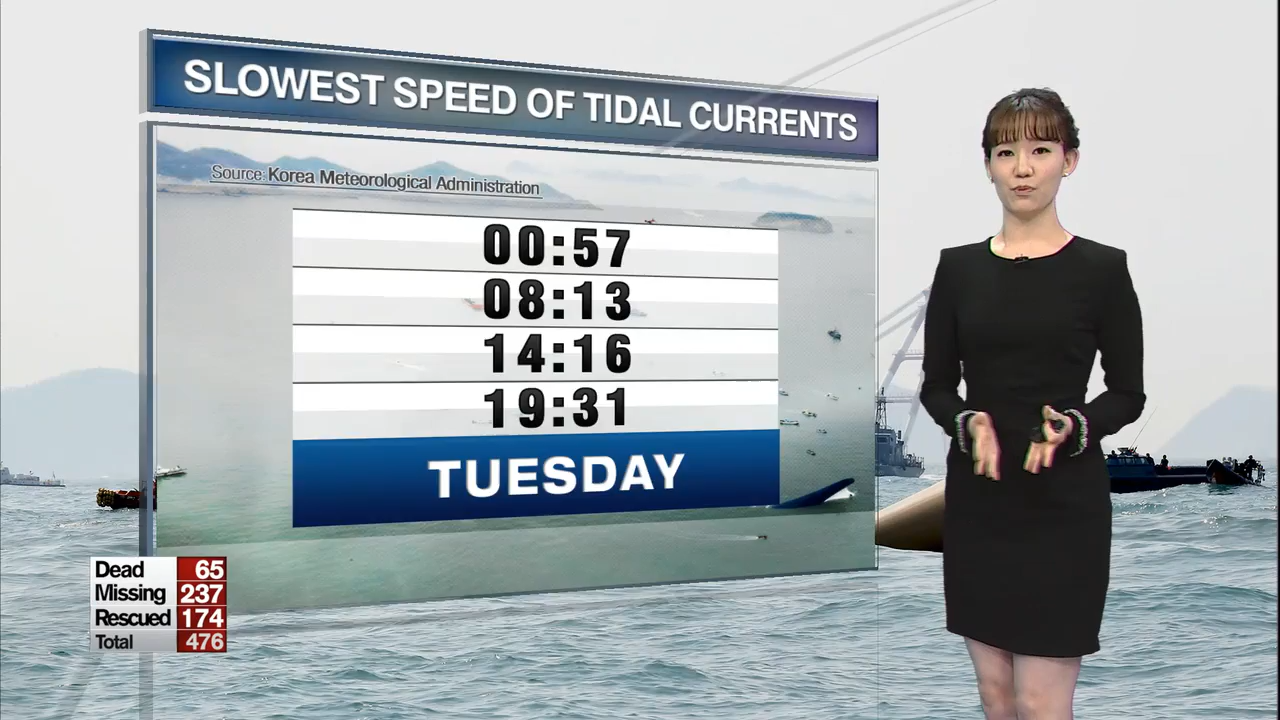 SLOWEST SPEED OF TIDAL CURRENTS
Source: Korea Meteorological Administration
00:57
08:13
14:16
19:31
TUESDAY
Dead 65
Missing 237
Rescued 174
Total 476